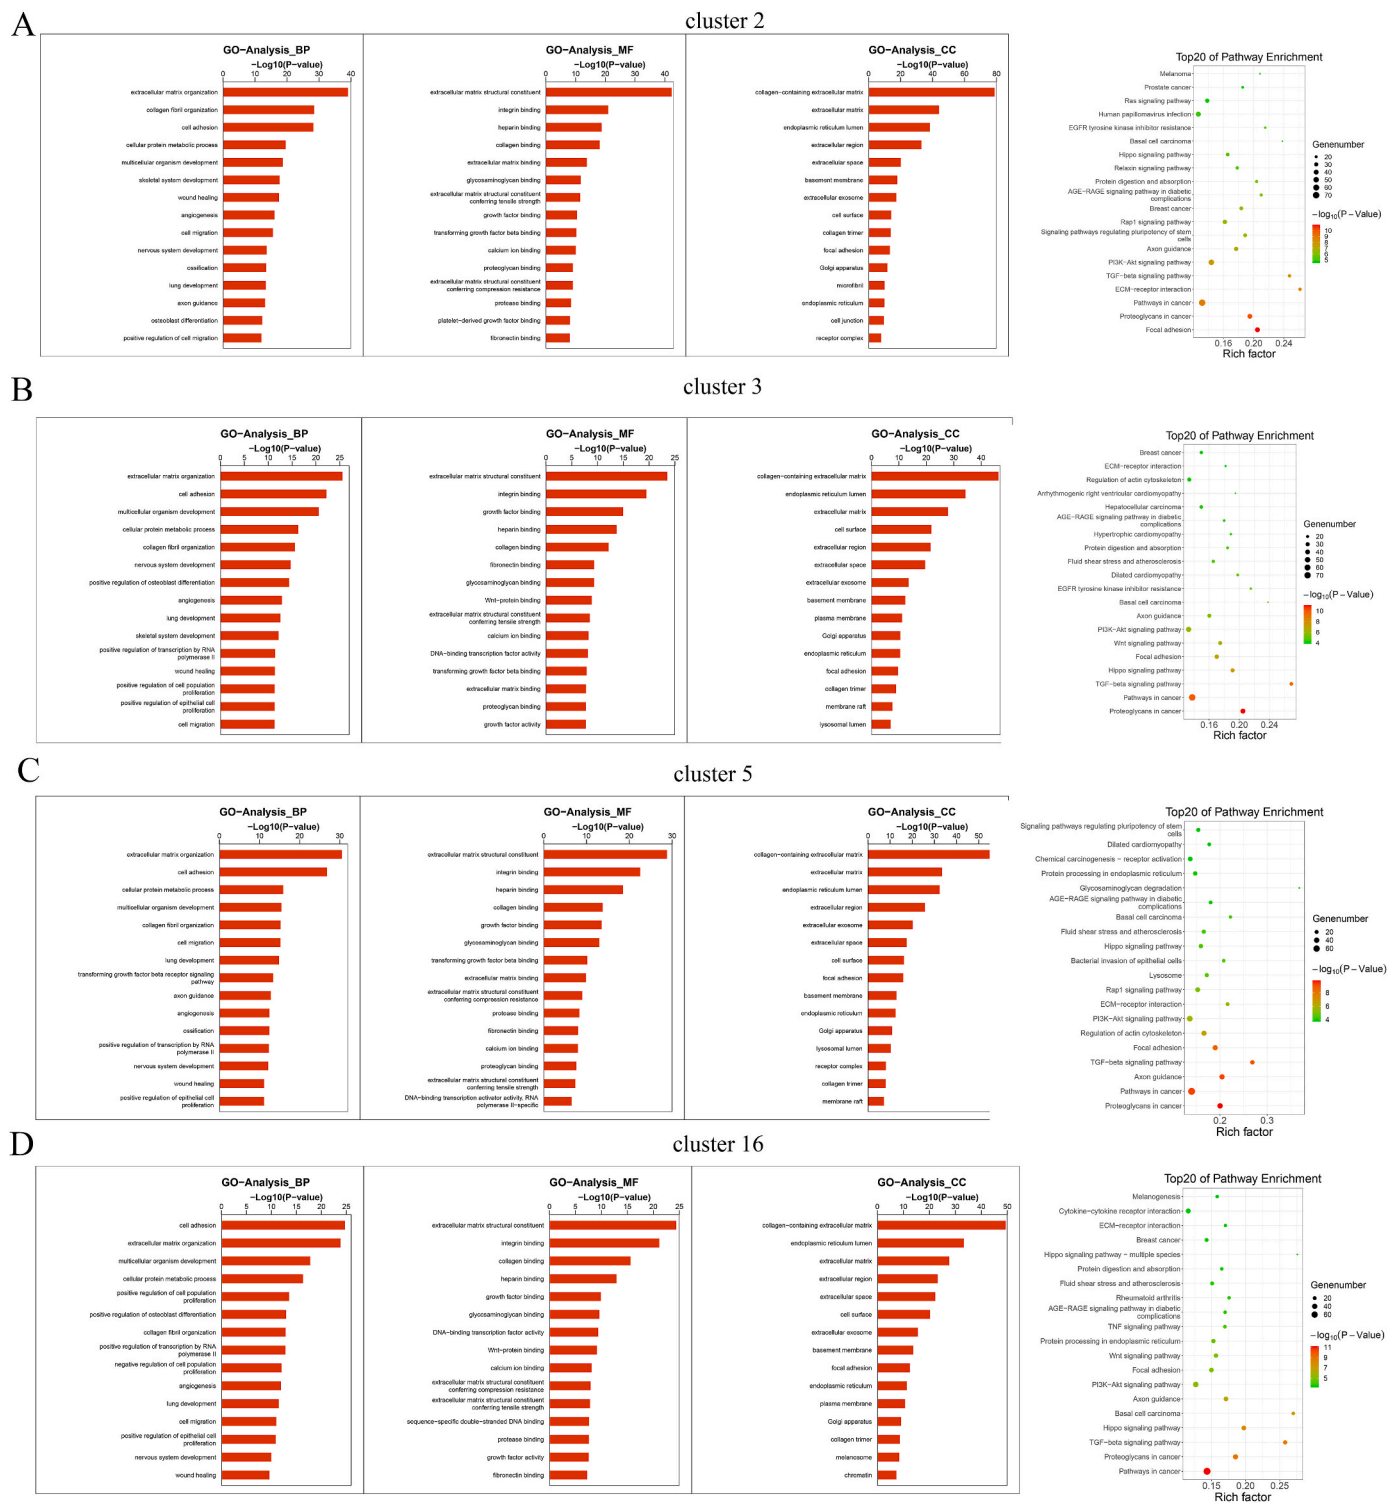 A
cluster 2
GO−Analysis_BP
−Log10(P−value)
0 10 20 30 40
extracellular matrix organization
collagen fibril organization
cell adhesion
cellular protein metabolic process
multicellular organism development
skeletal system development
wound healing
angiogenesis
cell migration
nervous system development
ossification
lung development
axon guidance
osteoblast differentiation
positive regulation of cell migration
GO−Analysis_MF
−Log10(P−value)
0 10 20 30 40
extracellular matrix structural constituent
integrin binding
heparin binding
collagen binding
extracellular matrix binding
glycosaminoglycan binding
extracellular matrix structural constituent
conferring tensile strength
growth factor binding
transforming growth factor beta binding
calcium ion binding
proteoglycan binding
extracellular matrix structural constituent
conferring compression resistance
protease binding
platelet−derived growth factor binding
fibronectin binding
GO−Analysis_CC
−Log10(P−value)
0 20 40 60 80
collagen−containing extracellular matrix
extracellular matrix
endoplasmic reticulum lumen
extracellular region
extracellular space
basement membrane
extracellular exosome
cell surface
collagen trimer
focal adhesion
Golgi apparatus
microfibril
endoplasmic reticulum
cell junction
receptor complex
Top20 of Pathway Enrichment
Melanoma
Prostate cancer
Ras signaling pathway
Human papillomavirus infection
EGFR tyrosine kinase inhibitor resistance
Basal cell carcinoma
Hippo signaling pathway
Relaxin signaling pathway
Protein digestion and absorption
AGE−RAGE signaling pathway in diabetic
complications
Breast cancer
Rap1 signaling pathway
Signaling pathways regulating pluripotency of stem
cells
Axon guidance
PI3K−Akt signaling pathway
TGF−beta signaling pathway
ECM−receptor interaction
Pathways in cancer
Proteoglycans in cancer
Focal adhesion
0.16 0.20 0.24
Rich factor
Genenumber
20
30
40
50
60
70
−log10(P−Value)
10
9
8
7
6
5
B
cluster 3
GO−Analysis_BP
−Log10(P−value)
0 5 10 15 20 25
extracellular matrix organization
cell adhesion
multicellular organism development
cellular protein metabolic process
collagen fibril organization
nervous system development
positive regulation of osteoblast differentiation
angiogenesis
lung development
skeletal system development
positive regulation of transcription by RNA
polymerase II
wound healing
positive regulation of cell population
proliferation
positive regulation of epithelial cell
proliferation
cell migration
GO−Analysis_MF
−Log10(P−value)
0 5 10 15 20 25
extracellular matrix structural constituent
integrin binding
growth factor binding
heparin binding
collagen binding
fibronectin binding
glycosaminoglycan binding
Wnt−protein binding
extracellular matrix structural constituent
conferring tensile strength
calcium ion binding
DNA−binding transcription factor activity
transforming growth factor beta binding
extracellular matrix binding
proteoglycan binding
growth factor activity
GO−Analysis_CC
−Log10(P−value)
0 10 20 30 40
collagen−containing extracellular matrix
endoplasmic reticulum lumen
extracellular matrix
cell surface
extracellular region
extracellular space
extracellular exosome
basement membrane
plasma membrane
Golgi apparatus
endoplasmic reticulum
focal adhesion
collagen trimer
membrane raft
lysosomal lumen
Top20 of Pathway Enrichment
Breast cancer
ECM−receptor interaction
Regulation of actin cytoskeleton
Arrhythmogenic right ventricular cardiomyopathy
Hepatocellular carcinoma
AGE−RAGE signaling pathway in diabetic
complications
Hypertrophic cardiomyopathy
Protein digestion and absorption
Fluid shear stress and atherosclerosis
Dilated cardiomyopathy
EGFR tyrosine kinase inhibitor resistance
Basal cell carcinoma
Axon guidance
PI3K−Akt signaling pathway
Wnt signaling pathway
Focal adhesion
Hippo signaling pathway
TGF−beta signaling pathway
Pathways in cancer
Proteoglycans in cancer
0.16 0.20 0.24
Rich factor
Genenumber
20
30
40
50
60
70
−log10(P−Value)
10
8
6
4
C
cluster 5
GO−Analysis_BP
−Log10(P−value)
0 10 20 30
extracellular matrix organization
cell adhesion
cellular protein metabolic process
multicellular organism development
collagen fibril organization
cell migration
lung development
transforming growth factor beta receptor signaling
pathway
axon guidance
angiogenesis
ossification
positive regulation of transcription by RNA
polymerase II
nervous system development
wound healing
positive regulation of epithelial cell
proliferation
GO−Analysis_MF
−Log10(P−value)
0 10 20 30
extracellular matrix structural constituent
integrin binding
heparin binding
collagen binding
growth factor binding
glycosaminoglycan binding
transforming growth factor beta binding
extracellular matrix binding
extracellular matrix structural constituent
conferring compression resistance
protease binding
fibronectin binding
calcium ion binding
proteoglycan binding
extracellular matrix structural constituent
conferring tensile strength
DNA−binding transcription activator activity, RNA
polymerase II−specific
GO−Analysis_CC
−Log10(P−value)
0 10 20 30 40 50
collagen−containing extracellular matrix
extracellular matrix
endoplasmic reticulum lumen
extracellular region
extracellular exosome
extracellular space
cell surface
focal adhesion
basement membrane
endoplasmic reticulum
Golgi apparatus
lysosomal lumen
receptor complex
collagen trimer
membrane raft
Top20 of Pathway Enrichment
Signaling pathways regulating pluripotency of stem
cells
Dilated cardiomyopathy
Chemical carcinogenesis − receptor activation
Protein processing in endoplasmic reticulum
Glycosaminoglycan degradation
AGE−RAGE signaling pathway in diabetic
complications
Basal cell carcinoma
Fluid shear stress and atherosclerosis
Hippo signaling pathway
Bacterial invasion of epithelial cells
Lysosome
Rap1 signaling pathway
ECM−receptor interaction
PI3K−Akt signaling pathway
Regulation of actin cytoskeleton
Focal adhesion
TGF−beta signaling pathway
Axon guidance
Pathways in cancer
Proteoglycans in cancer
0.2 0.3
Rich factor
Genenumber
20
40
60
−log10(P−Value)
8
6
4
D
cluster 16
GO−Analysis_BP
−Log10(P−value)
0 5 10 15 20 25
cell adhesion
extracellular matrix organization
multicellular organism development
cellular protein metabolic process
positive regulation of cell population
proliferation
positive regulation of osteoblast differentiation
collagen fibril organization
positive regulation of transcription by RNA
polymerase II
negative regulation of cell population
proliferation
angiogenesis
lung development
cell migration
positive regulation of epithelial cell
proliferation
nervous system development
wound healing
GO−Analysis_MF
−Log10(P−value)
0 5 10 15 20 25
extracellular matrix structural constituent
integrin binding
collagen binding
heparin binding
growth factor binding
glycosaminoglycan binding
DNA−binding transcription factor activity
Wnt−protein binding
calcium ion binding
extracellular matrix structural constituent
conferring compression resistance
extracellular matrix structural constituent
conferring tensile strength
sequence−specific double−stranded DNA binding
protease binding
growth factor activity
fibronectin binding
GO−Analysis_CC
−Log10(P−value)
0 10 20 30 40 50
collagen−containing extracellular matrix
endoplasmic reticulum lumen
extracellular matrix
extracellular region
extracellular space
cell surface
extracellular exosome
basement membrane
focal adhesion
endoplasmic reticulum
plasma membrane
Golgi apparatus
collagen trimer
melanosome
chromatin
Top20 of Pathway Enrichment
Melanogenesis
Cytokine−cytokine receptor interaction
ECM−receptor interaction
Breast cancer
Hippo signaling pathway − multiple species
Protein digestion and absorption
Fluid shear stress and atherosclerosis
Rheumatoid arthritis
AGE−RAGE signaling pathway in diabetic
complications
TNF signaling pathway
Protein processing in endoplasmic reticulum
Wnt signaling pathway
Focal adhesion
PI3K−Akt signaling pathway
Axon guidance
Basal cell carcinoma
Hippo signaling pathway
TGF−beta signaling pathway
Proteoglycans in cancer
Pathways in cancer
0.15 0.20 0.25
Rich factor
Genenumber
20
40
60
−log10(P−Value)
11
9
7
5